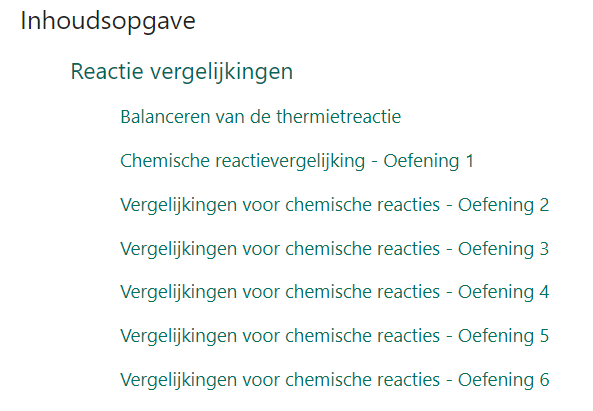 Inhoudsopgave
Reactie vergelijkingen
Balanceren van de thermietreactie
Chemische reactievergelijking - Oefening 1
Vergelijkingen voor chemische reacties - Oefening 2
Vergelijkingen voor chemische reacties - Oefening 3
Vergelijkingen voor chemische reacties - Oefening 4
Vergelijkingen voor chemische reacties - Oefening 5
Vergelijkingen voor chemische reacties - Oefening 6